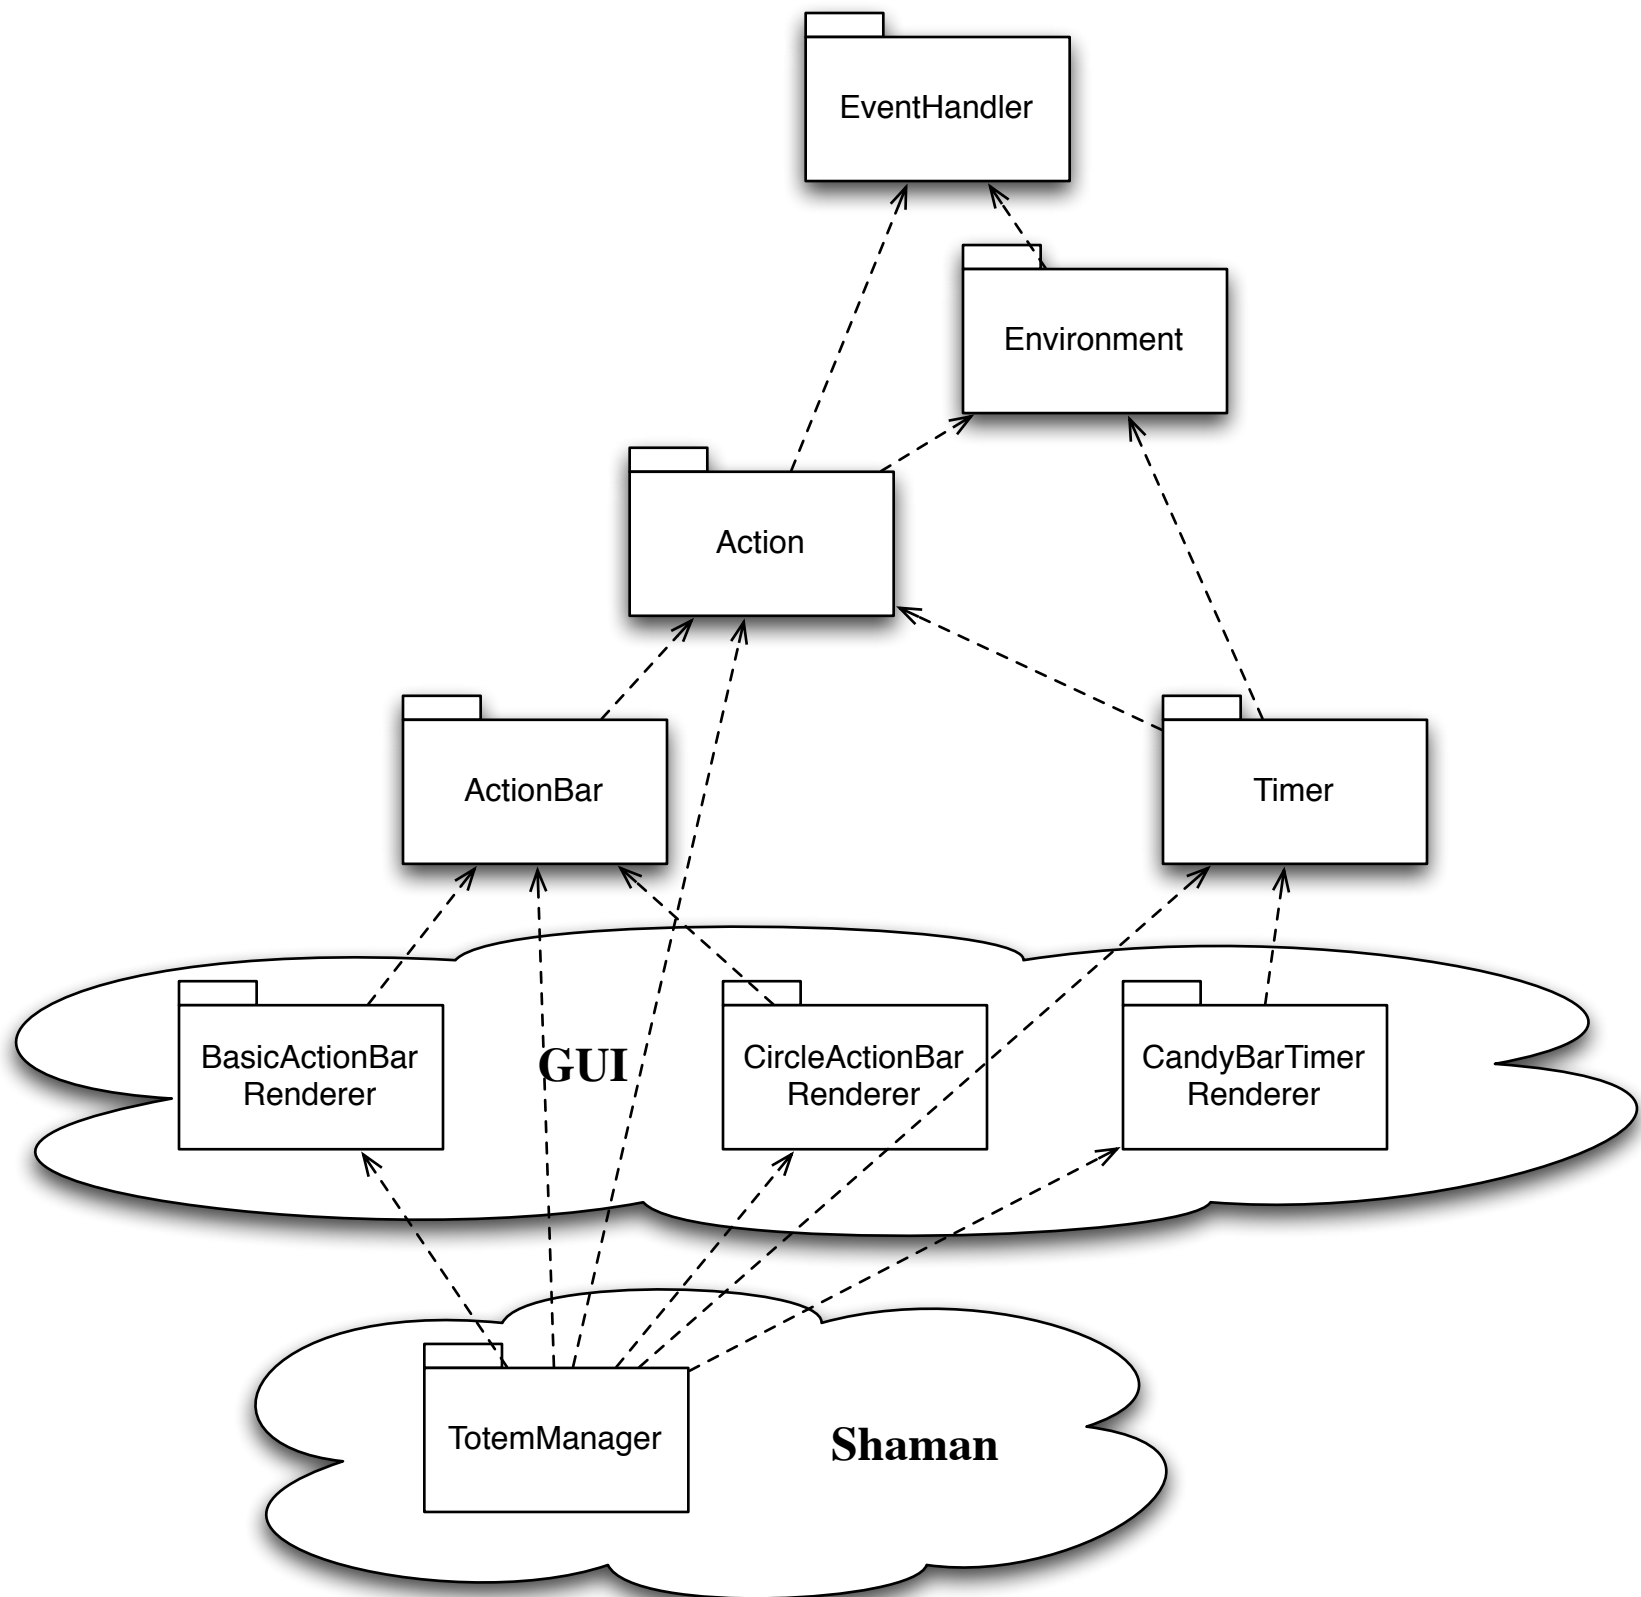 EventHandler
Environment
Action
ActionBar
Timer
BasicActionBar
Renderer
GUI
CircleActionBar
Renderer
CandyBarTimer
Renderer
TotemManager
Shaman